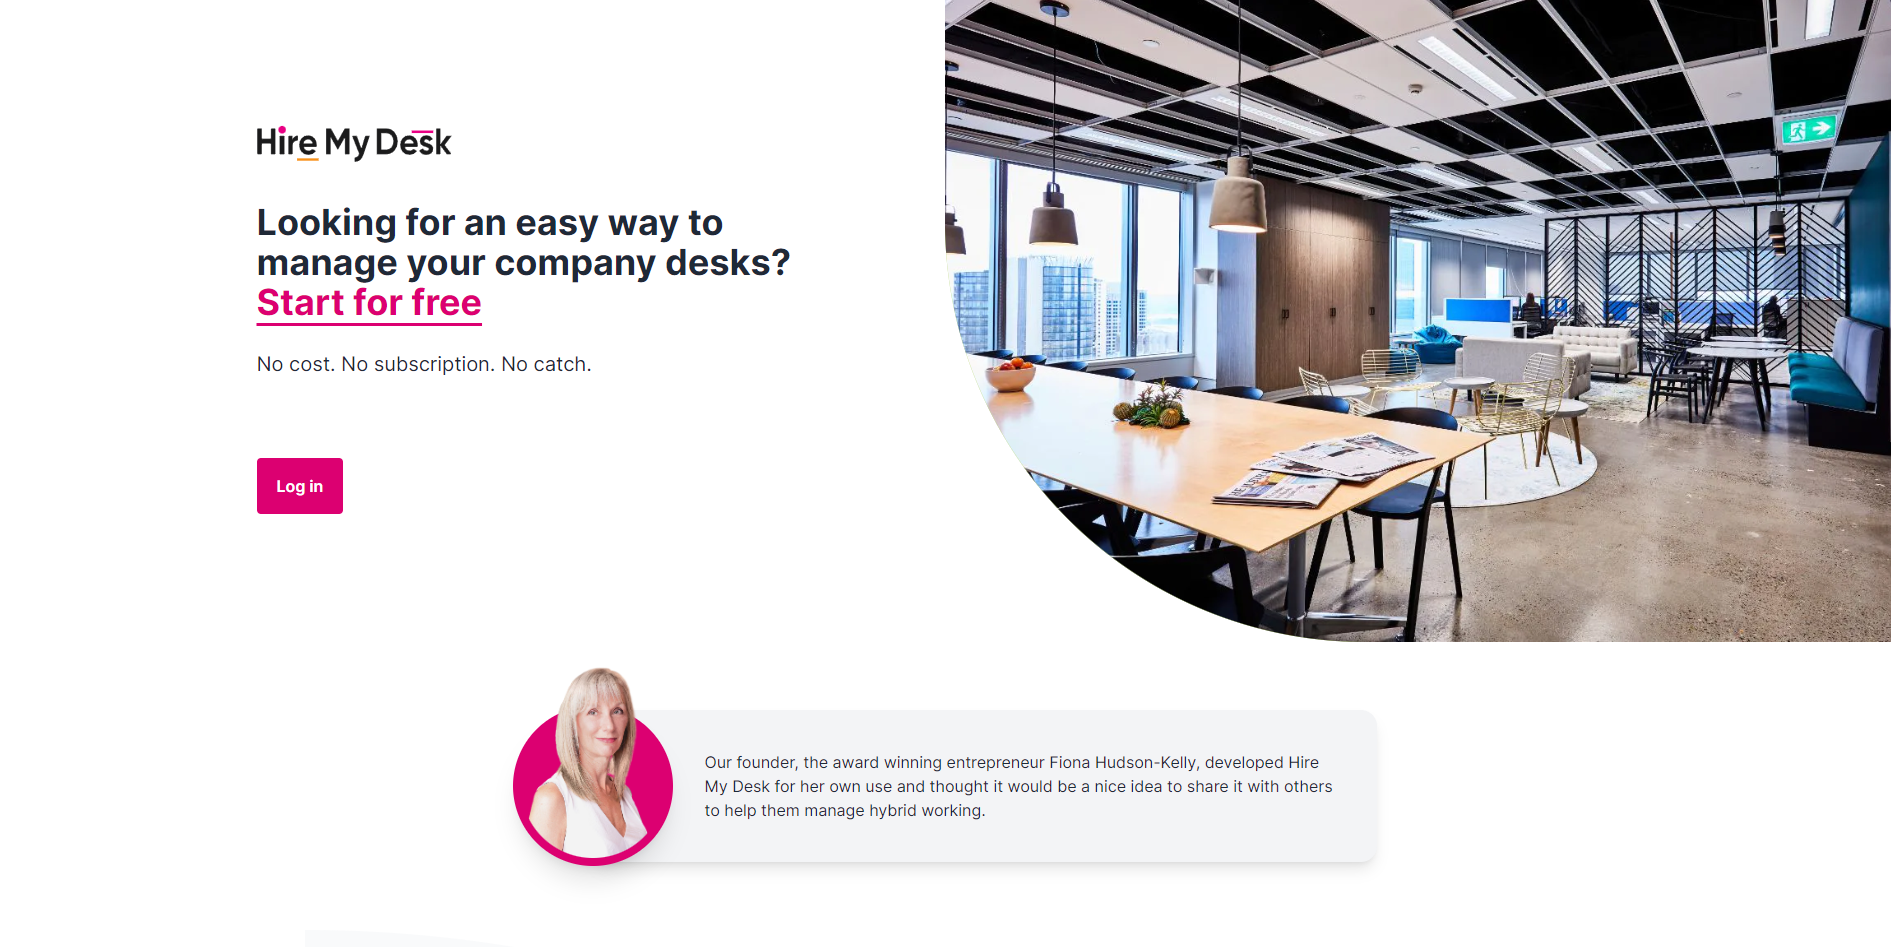 Hire My Desk
Looking for an easy way to
manage your company desks?
Start for free
No cost. No subscription. No catch.
Log in
Our founder, the award winning entrepreneur Fiona Hudson-Kelly, developed Hire
My Desk for her own use and thought it would be a nice idea to share it with others
to help them manage hybrid working.